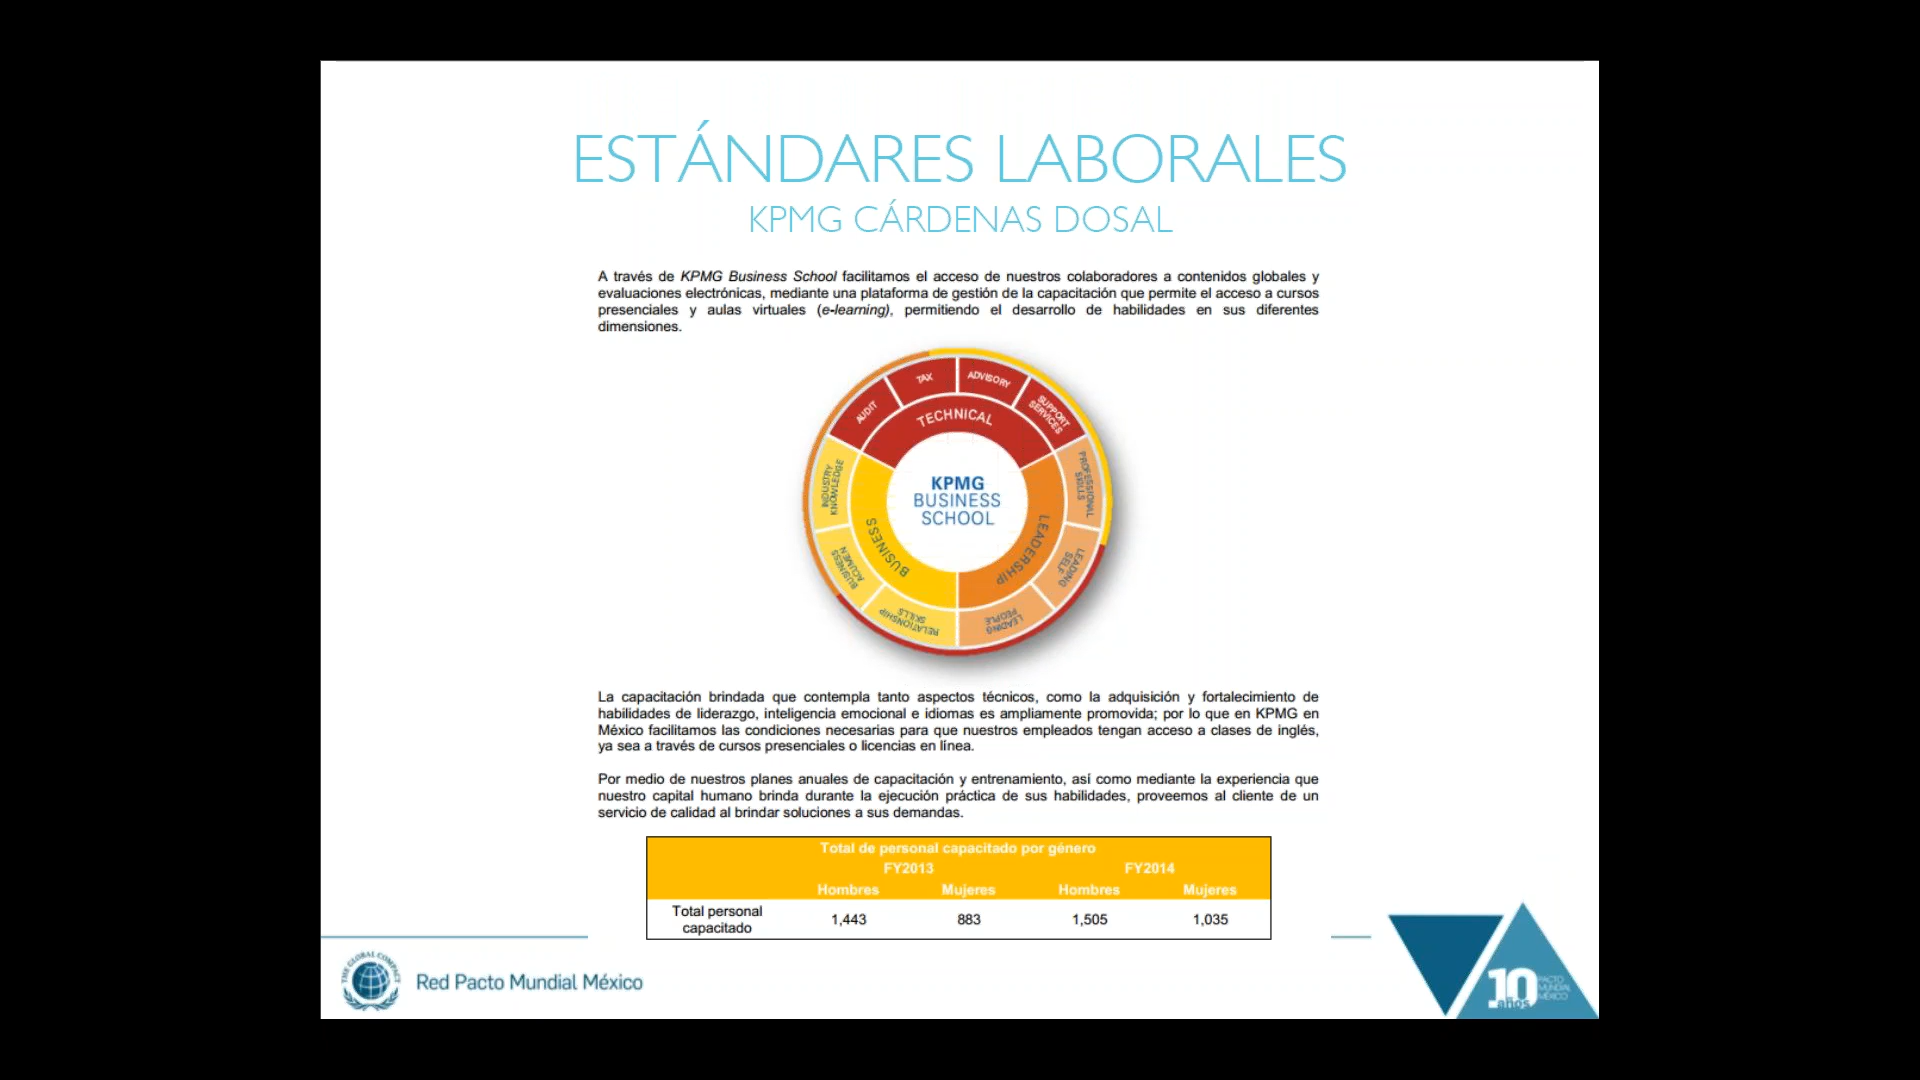 ESTÁNDARES LABORALES
KPMG CÁRDENAS DOSAL
A través de KPMG Business School facilitamos el acceso de nuestros colaboradores a contenidos globales y
evaluaciones electrónicas, mediante una plataforma de gestión de la capacitación que permite el acceso a cursos
presenciales y aulas virtuales (e-learning), permitiendo el desarrollo de habilidades en sus diferentes
dimensiones.
AUDIT
TAX
ADVISORY
SUPPORT
SERVICES
TECHNICAL
INDUSTRY
KNOWLEDGE
PROFESSIONAL
SKILLS
KPMG
BUSINESS
SCHOOL
BUSINESS
LEADERSHIP
BUSINESS
ACUMEN
LEADING
SELF
RELATIONSHIP
SKILLS
LEADING
PEOPLE
La capacitación brindada que contempla tanto aspectos técnicos, como la adquisición y fortalecimiento de
habilidades de liderazgo, inteligencia emocional e idiomas es ampliamente promovida; por lo que en KPMG en
México facilitamos las condiciones necesarias para que nuestros empleados tengan acceso a clases de inglés,
ya sea a través de cursos presenciales o licencias en línea.
Por medio de nuestros planes anuales de capacitación y entrenamiento, así como mediante la experiencia que
nuestro capital humano brinda durante la ejecución práctica de sus habilidades, proveemos al cliente de un
servicio de calidad al brindar soluciones a sus demandas.
Total de personal capacitado por género
FY2013 FY2014
Hombres Mujeres Hombres Mujeres
Total personal
capacitado 1,443 883 1,505 1,035
THE GLOBAL COMPACT
Red Pacto Mundial México
10
años
PACTO
MUNDIAL
MÉXICO